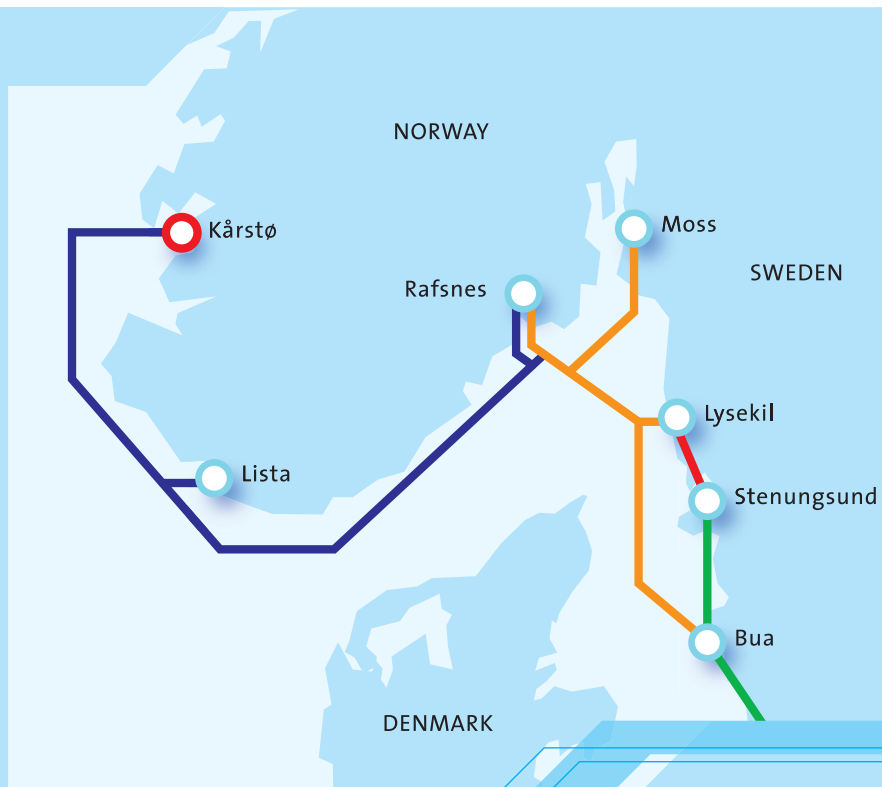 NORWAY
Kårstø
Moss
SWEDEN
Rafsnes
Lysekil
Lista
Stenungsund
Bua
DENMARK